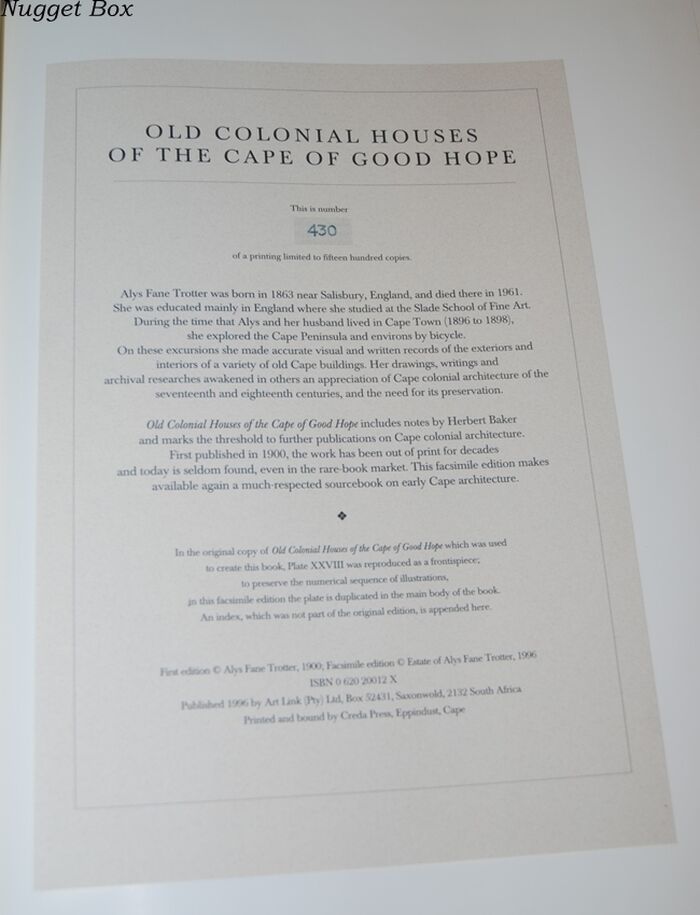 Nugget Box
OLD COLONIAL HOUSES
OF THE CAPE OF GOOD HOPE
This is number
430
of a printing limited to fifteen hundred copies.
Alys Fane Trotter was born in 1863 near Salisbury, England, and died there in 1961.
She was educated mainly in England where she studied at the Slade School of Fine Art.
During the time that Alys and her husband lived in Cape Town (1896 to 1898),
she explored the Cape Peninsula and environs by bicycle.
On these excursions she made accurate visual and written records of the exteriors and
interiors of a variety of old Cape buildings. Her drawings, writings and
archival researches awakened in others an appreciation of Cape colonial architecture of the
seventeenth and eighteenth centuries, and the need for its preservation.
Old Colonial Houses of the Cape of Good Hope includes notes by Herbert Baker
and marks the threshold to further publications on Cape colonial architecture.
First published in 1900, the work has been out of print for decades
and today is seldom found, even in the rare-book market. This facsimile edition makes
available again a much-respected sourcebook on early Cape architecture.
In the original copy of Old Colonial Houses of the Cape of Good Hope which was used
to create this book, Plate XXVIII was reproduced as a frontispiece;
to preserve the numerical sequence of illustrations,
in this facsimile edition the plate is duplicated in the main body of the book.
An index, which was not part of the original edition, is appended here.
First edition © Alys Fane Trotter, 1900; Facsimile edition © Estate of Alys Fane Trotter, 1996
ISBN 0 620 20012 X
Published 1996 by Art Link (Pty) Ltd, Box 52431, Saxonwold, 2132 South Africa
Printed and bound by Creda Press, Eppindust, Cape